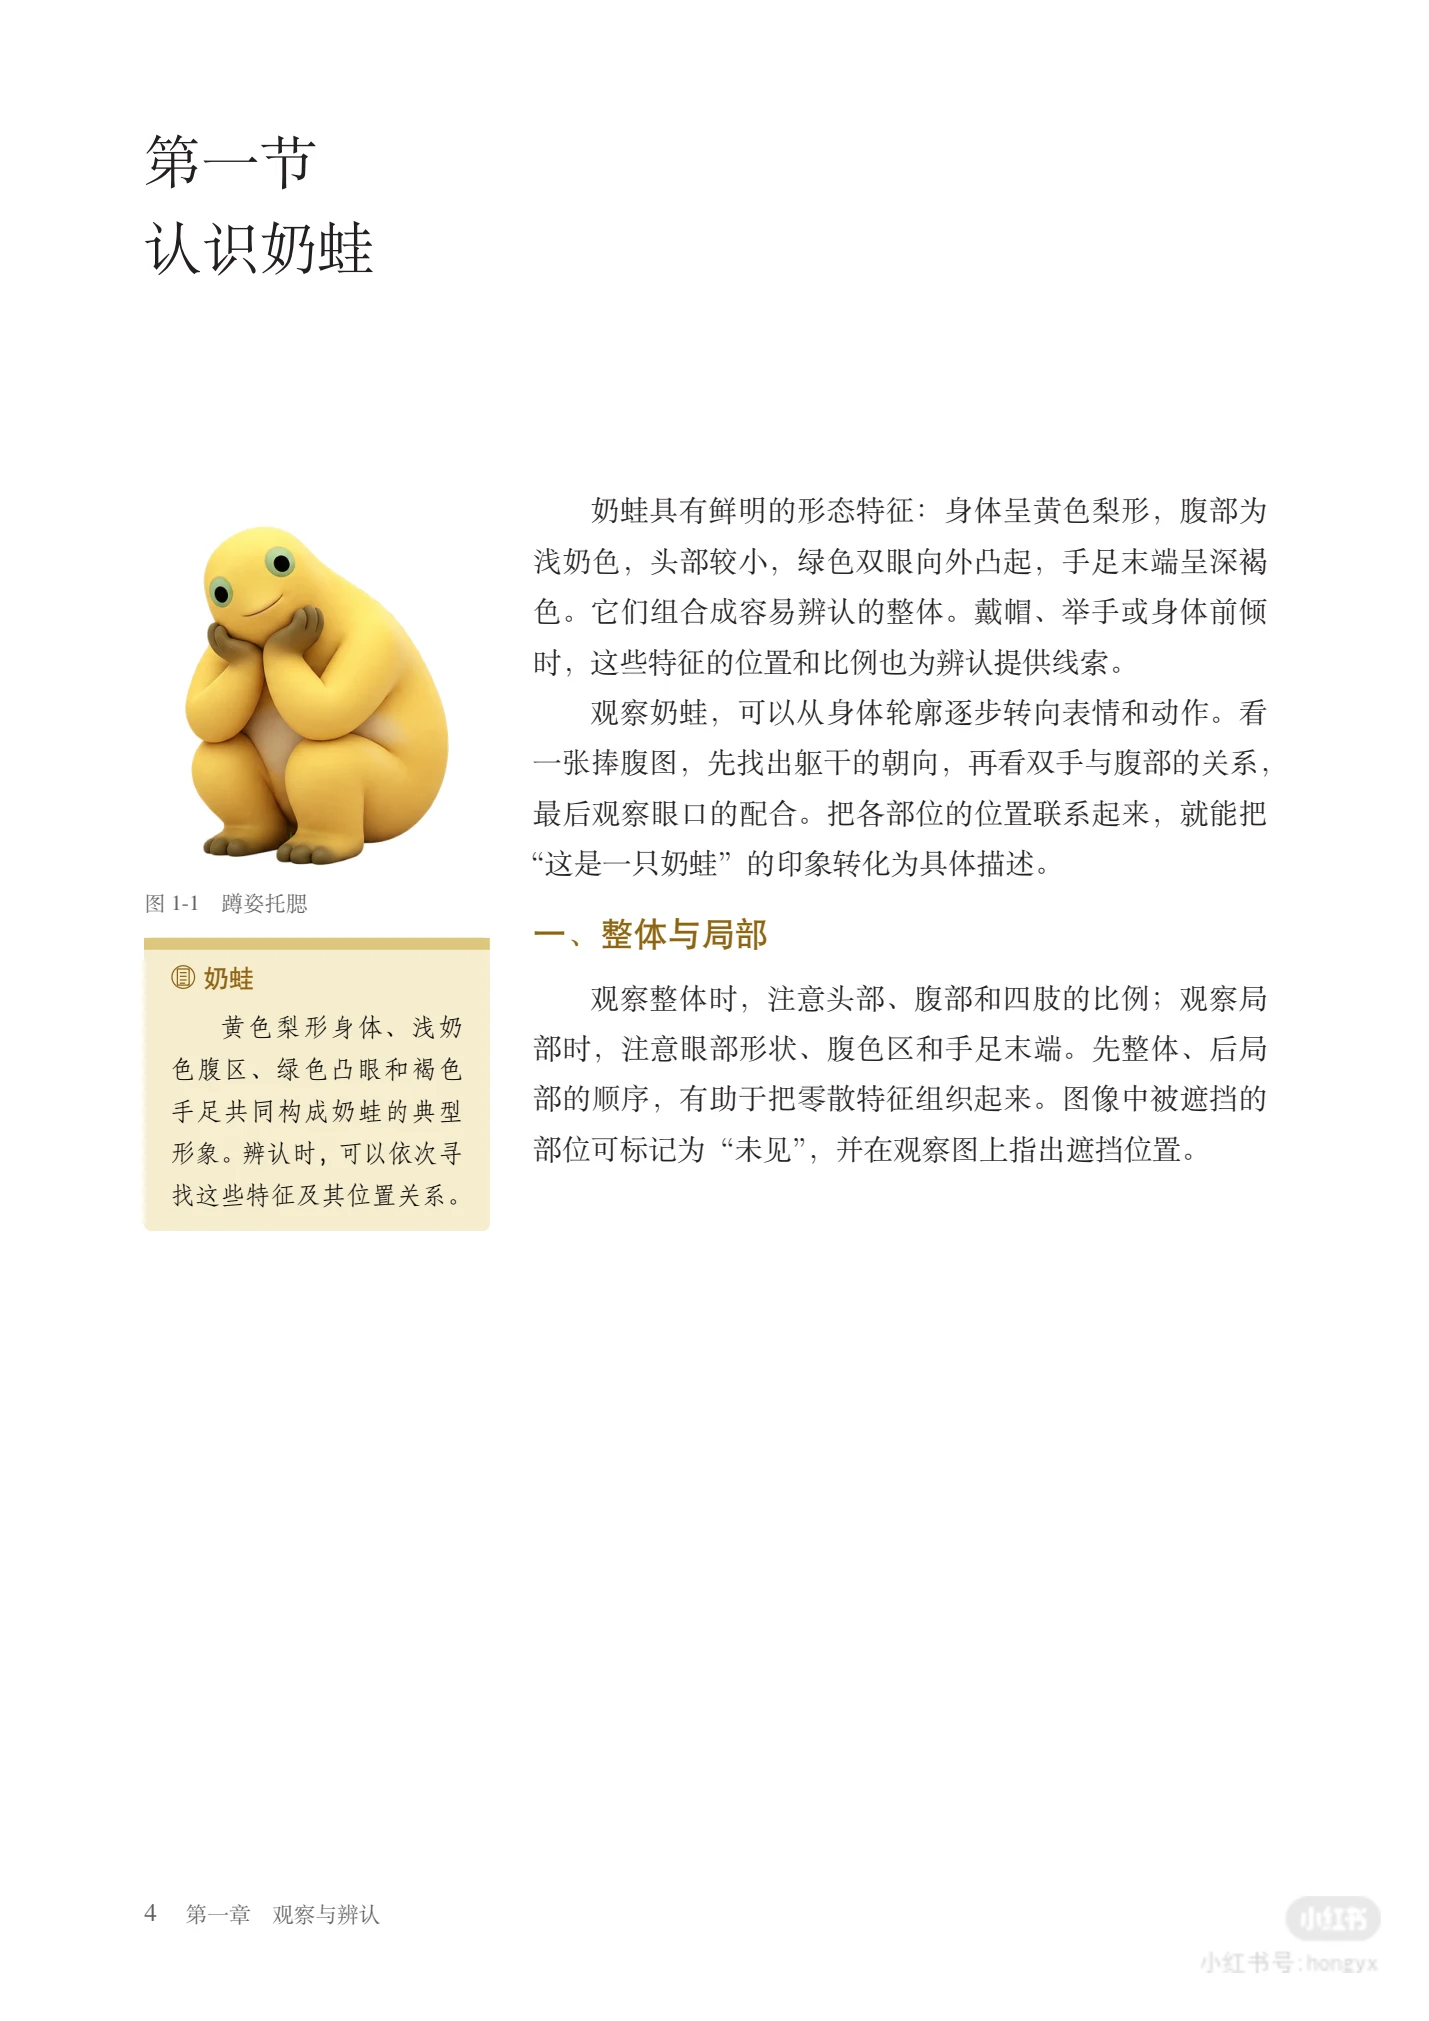 第一节
认识奶蛙
奶蛙具有鲜明的形态特征：身体呈黄色梨形，腹部为
浅奶色，头部较小，绿色双眼向外凸起，手足末端呈深褐
色。它们组合成容易辨认的整体。戴帽、举手或身体前倾
时，这些特征的位置和比例也为辨认提供线索。
观察奶蛙，可以从身体轮廓逐步转向表情和动作。看
一张捧腹图，先找出躯干的朝向，再看双手与腹部的关系，
最后观察眼口的配合。把各部位的位置联系起来，就能把
“这是一只奶蛙”的印象转化为具体描述。
图 1-1 蹲姿托腮
奶蛙
黄色梨形身体、浅奶
色腹区、绿色凸眼和褐色
手足共同构成奶蛙的典型
形象。辨认时，可以依次寻
找这些特征及其位置关系。
一、整体与局部
观察整体时，注意头部、腹部和四肢的比例；观察局
部时，注意眼部形状、腹色区和手足末端。先整体、后局
部的顺序，有助于把零散特征组织起来。图像中被遮挡的
部位可标记为“未见”，并在观察图上指出遮挡位置。
4 第一章 观察与辨认
小红书
小红书号:hongyx